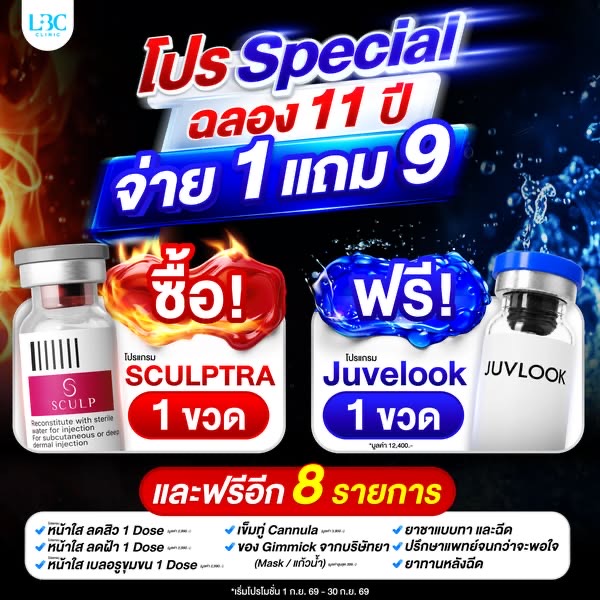 LBC
CLINIC
โปร Special
ฉลอง 11 ปี
จ่าย 1 แถม 9
ซื้อ!
โปรแกรม
SCULPTRA
1 ขวด
S
SCULP
Reconstitute with sterile
water for injection
For subcutaneous or deep
dermal injection
ฟรี!
โปรแกรม
Juvelook
1 ขวด
*มูลค่า 12,400.-
JUVLOOK
และฟรีอีก 8 รายการ
หน้าใส ลดสิว 1 Dose
หน้าใส ลดฝ้า 1 Dose
หน้าใส เบลอรูขุมขน 1 Dose
เข็มทู่ Cannula
ของ Gimmick จากบริษัทยา
(Mask / แก้วน้ำ)
ยาชาแบบทา และฉีด
ปรึกษาแพทย์จนกว่าจะพอใจ
ยาทานหลังฉีด
*เริ่มโปรโมชั่น 1 ก.ย. 69 - 30 ก.ย. 69